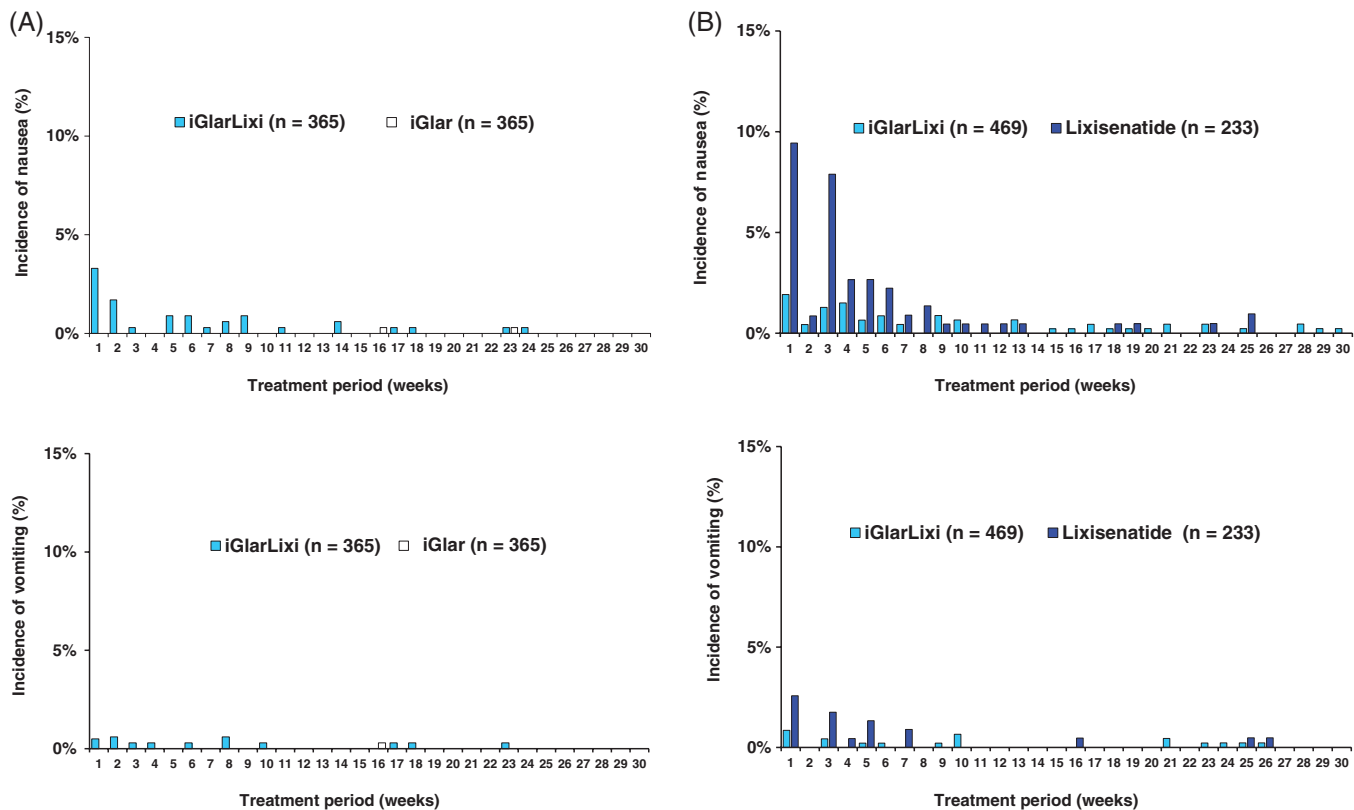 (A)
15%
10%
5%
0%
Incidence of nausea (%)
iGlarLixi (n = 365) iGlar (n = 365)
1 2 3 4 5 6 7 8 9 10 11 12 13 14 15 16 17 18 19 20 21 22 23 24 25 26 27 28 29 30
Treatment period (weeks)
15%
10%
5%
0%
Incidence of vomiting (%)
iGlarLixi (n = 365) iGlar (n = 365)
1 2 3 4 5 6 7 8 9 10 11 12 13 14 15 16 17 18 19 20 21 22 23 24 25 26 27 28 29 30
Treatment period (weeks)
(B)
15%
10%
5%
0%
Incidence of nausea (%)
iGlarLixi (n = 469) Lixisenatide (n = 233)
1 2 3 4 5 6 7 8 9 10 11 12 13 14 15 16 17 18 19 20 21 22 23 24 25 26 27 28 29 30
Treatment period (weeks)
15%
10%
5%
0%
Incidence of vomiting (%)
iGlarLixi (n = 469) Lixisenatide (n = 233)
1 2 3 4 5 6 7 8 9 10 11 12 13 14 15 16 17 18 19 20 21 22 23 24 25 26 27 28 29 30
Treatment period (weeks)